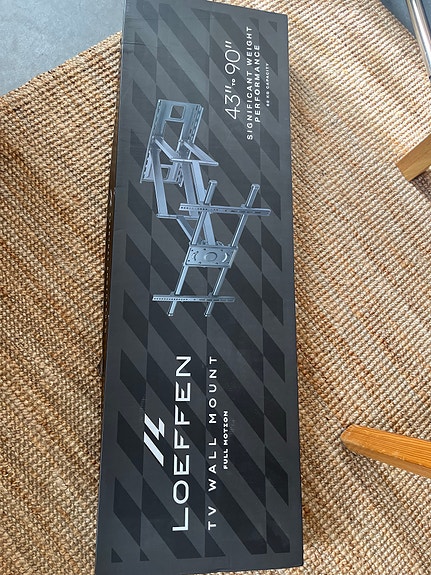 LOEFFEN
TV WALL MOUNT
FULL MOTION
43" TO 90"
SIGNIFICANT WEIGHT
PERFORMANCE